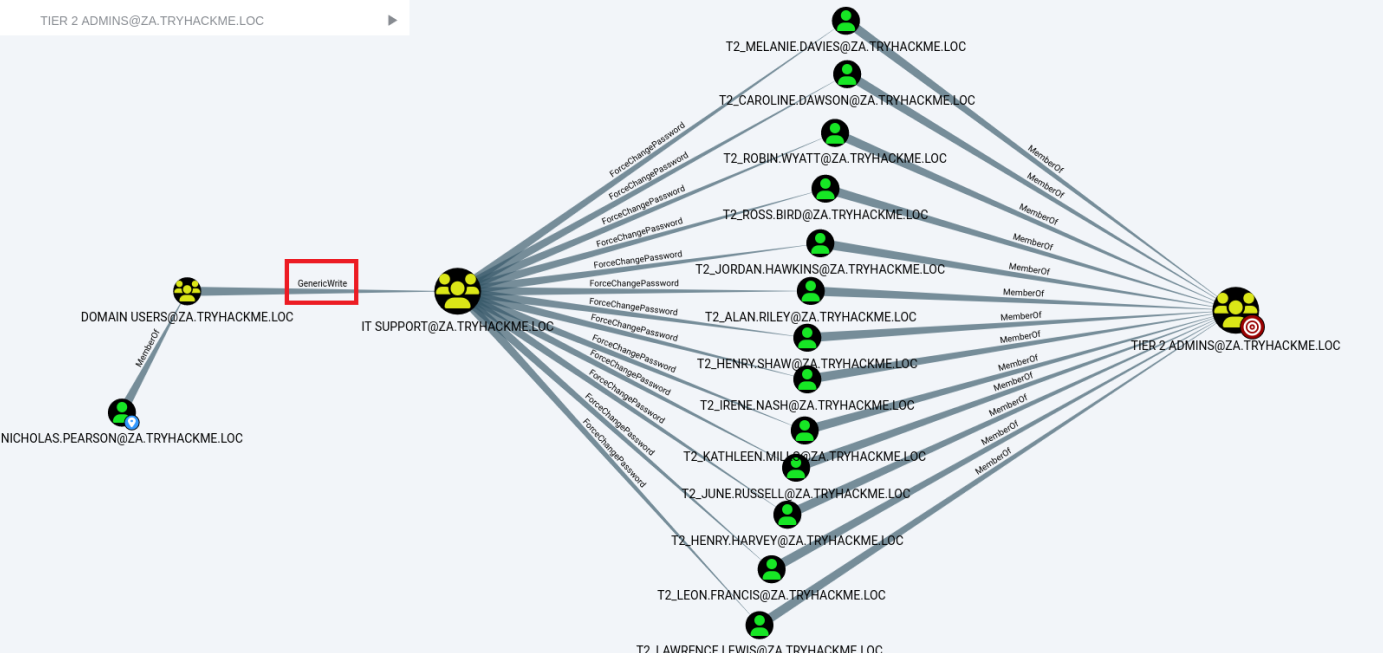 TIER 2 ADMINS@ZA.TRYHACKME.LOC
T2_MELANIE.DAVIES@ZA.TRYHACKME.LOC
T2_CAROLINE.DAWSON@ZA.TRYHACKME.LOC
ForceChangePassword
MemberOf
T2_ROBIN.WYATT@ZA.TRYHACKME.LOC
ForceChangePassword
MemberOf
ForceChangePassword
MemberOf
T2_ROSS.BIRD@ZA.TRYHACKME.LOC
ForceChangePassword
MemberOf
ForceChangePassword
T2_JORDAN.HAWKINS@ZA.TRYHACKME.LOC
MemberOf
GenericWrite
ForceChangePassword
MemberOf
DOMAIN USERS@ZA.TRYHACKME.LOC
IT SUPPORT@ZA.TRYHACKME.LOC
ForceChangePassword
T2_ALAN.RILEY@ZA.TRYHACKME.LOC
MemberOf
ForceChangePassword
MemberOf
TIER 2 ADMINS@ZA.TRYHACKME.LOC
MemberOf
ForceChangePassword
T2_HENRY.SHAW@ZA.TRYHACKME.LOC
MemberOf
ForceChangePassword
MemberOf
ForceChangePassword
T2_IRENE.NASH@ZA.TRYHACKME.LOC
MemberOf
ForceChangePassword
MemberOf
NICHOLAS.PEARSON@ZA.TRYHACKME.LOC
ForceChangePassword
T2_KATHLEEN.MILLS@ZA.TRYHACKME.LOC
MemberOf
T2_JUNE.RUSSELL@ZA.TRYHACKME.LOC
T2_HENRY.HARVEY@ZA.TRYHACKME.LOC
T2_LEON.FRANCIS@ZA.TRYHACKME.LOC
T2_LAWRENCE.LEWIS@ZA.TRYHACKME.LOC